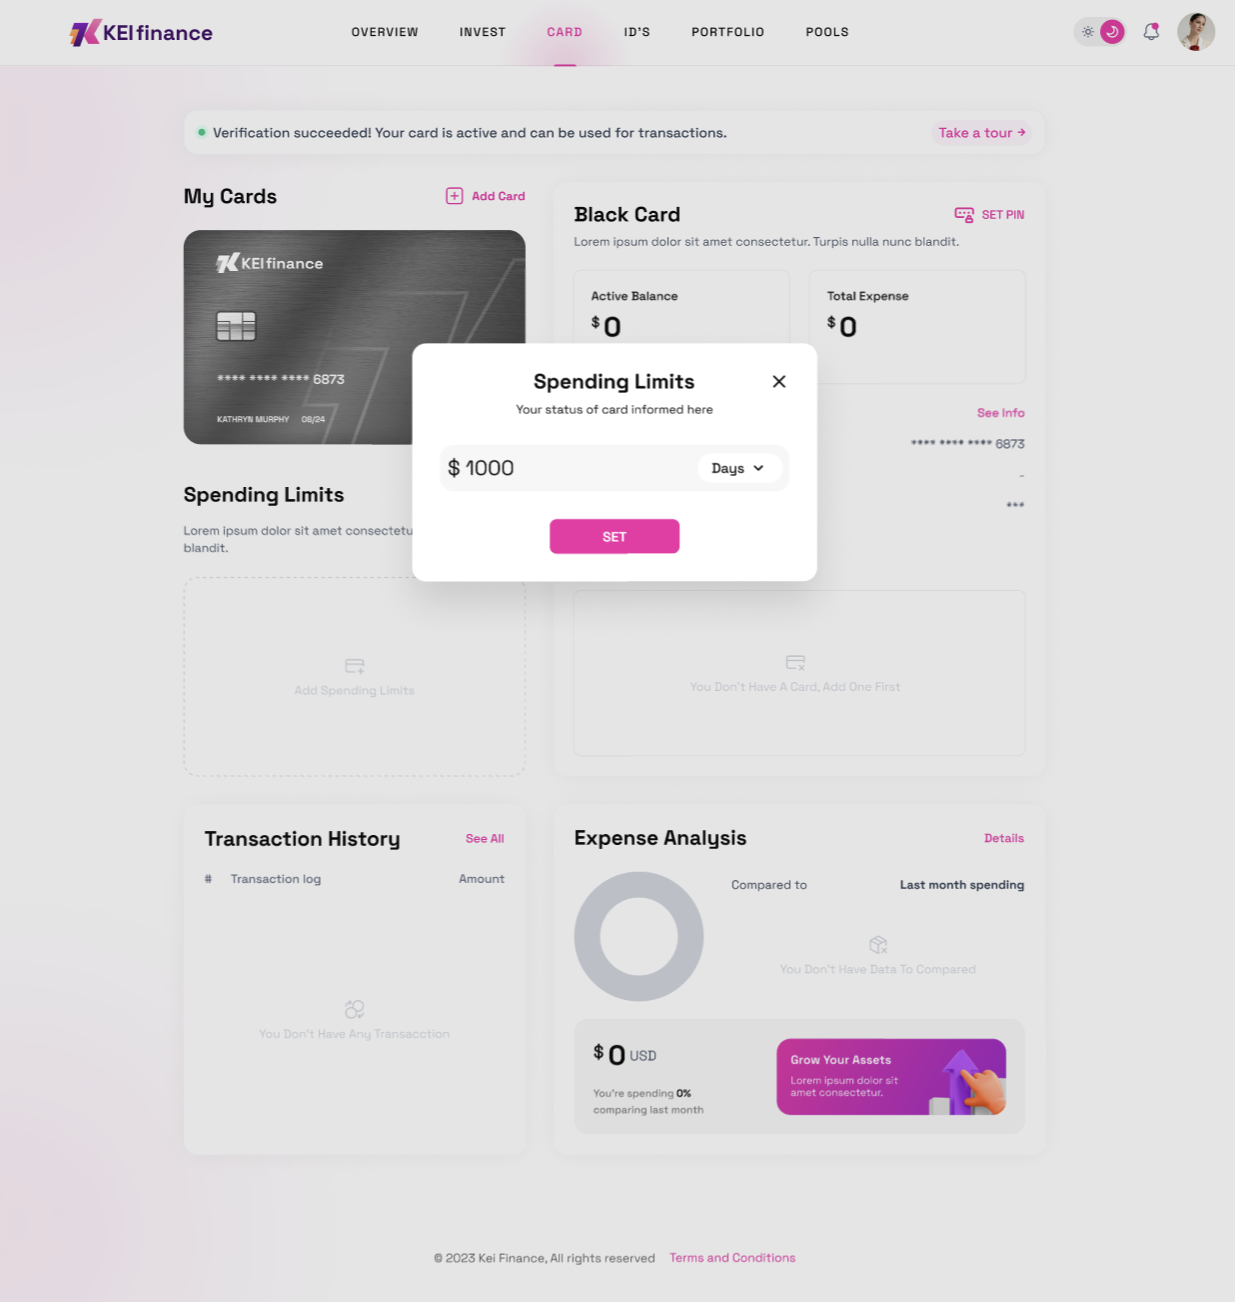 KEI finance
OVERVIEW
INVEST
CARD
ID'S
PORTFOLIO
POOLS
Verification succeeded! Your card is active and can be used for transactions.
Take a tour →
My Cards
Add Card
KEI finance
**** **** **** 6873
KATHRYN MURPHY 08/24
Black Card
SET PIN
Lorem ipsum dolor sit amet consectetur. Turpis nulla nunc blandit.
Active Balance
$ 0
Total Expense
$ 0
See Info
**** **** **** 6873
-
***
Spending Limits
Your status of card informed here
$ 1000
Days
SET
Spending Limits
Lorem ipsum dolor sit amet consectetu
blandit.
Add Spending Limits
You Don't Have A Card, Add One First
Transaction History
See All
# Transaction log Amount
You Don't Have Any Transacction
Expense Analysis
Details
Compared to
Last month spending
You Don't Have Data To Compared
$ 0 USD
You're spending 0%
comparing last month
Grow Your Assets
Lorem ipsum dolor sit
amet consectetur.
© 2023 Kei Finance, All rights reserved
Terms and Conditions